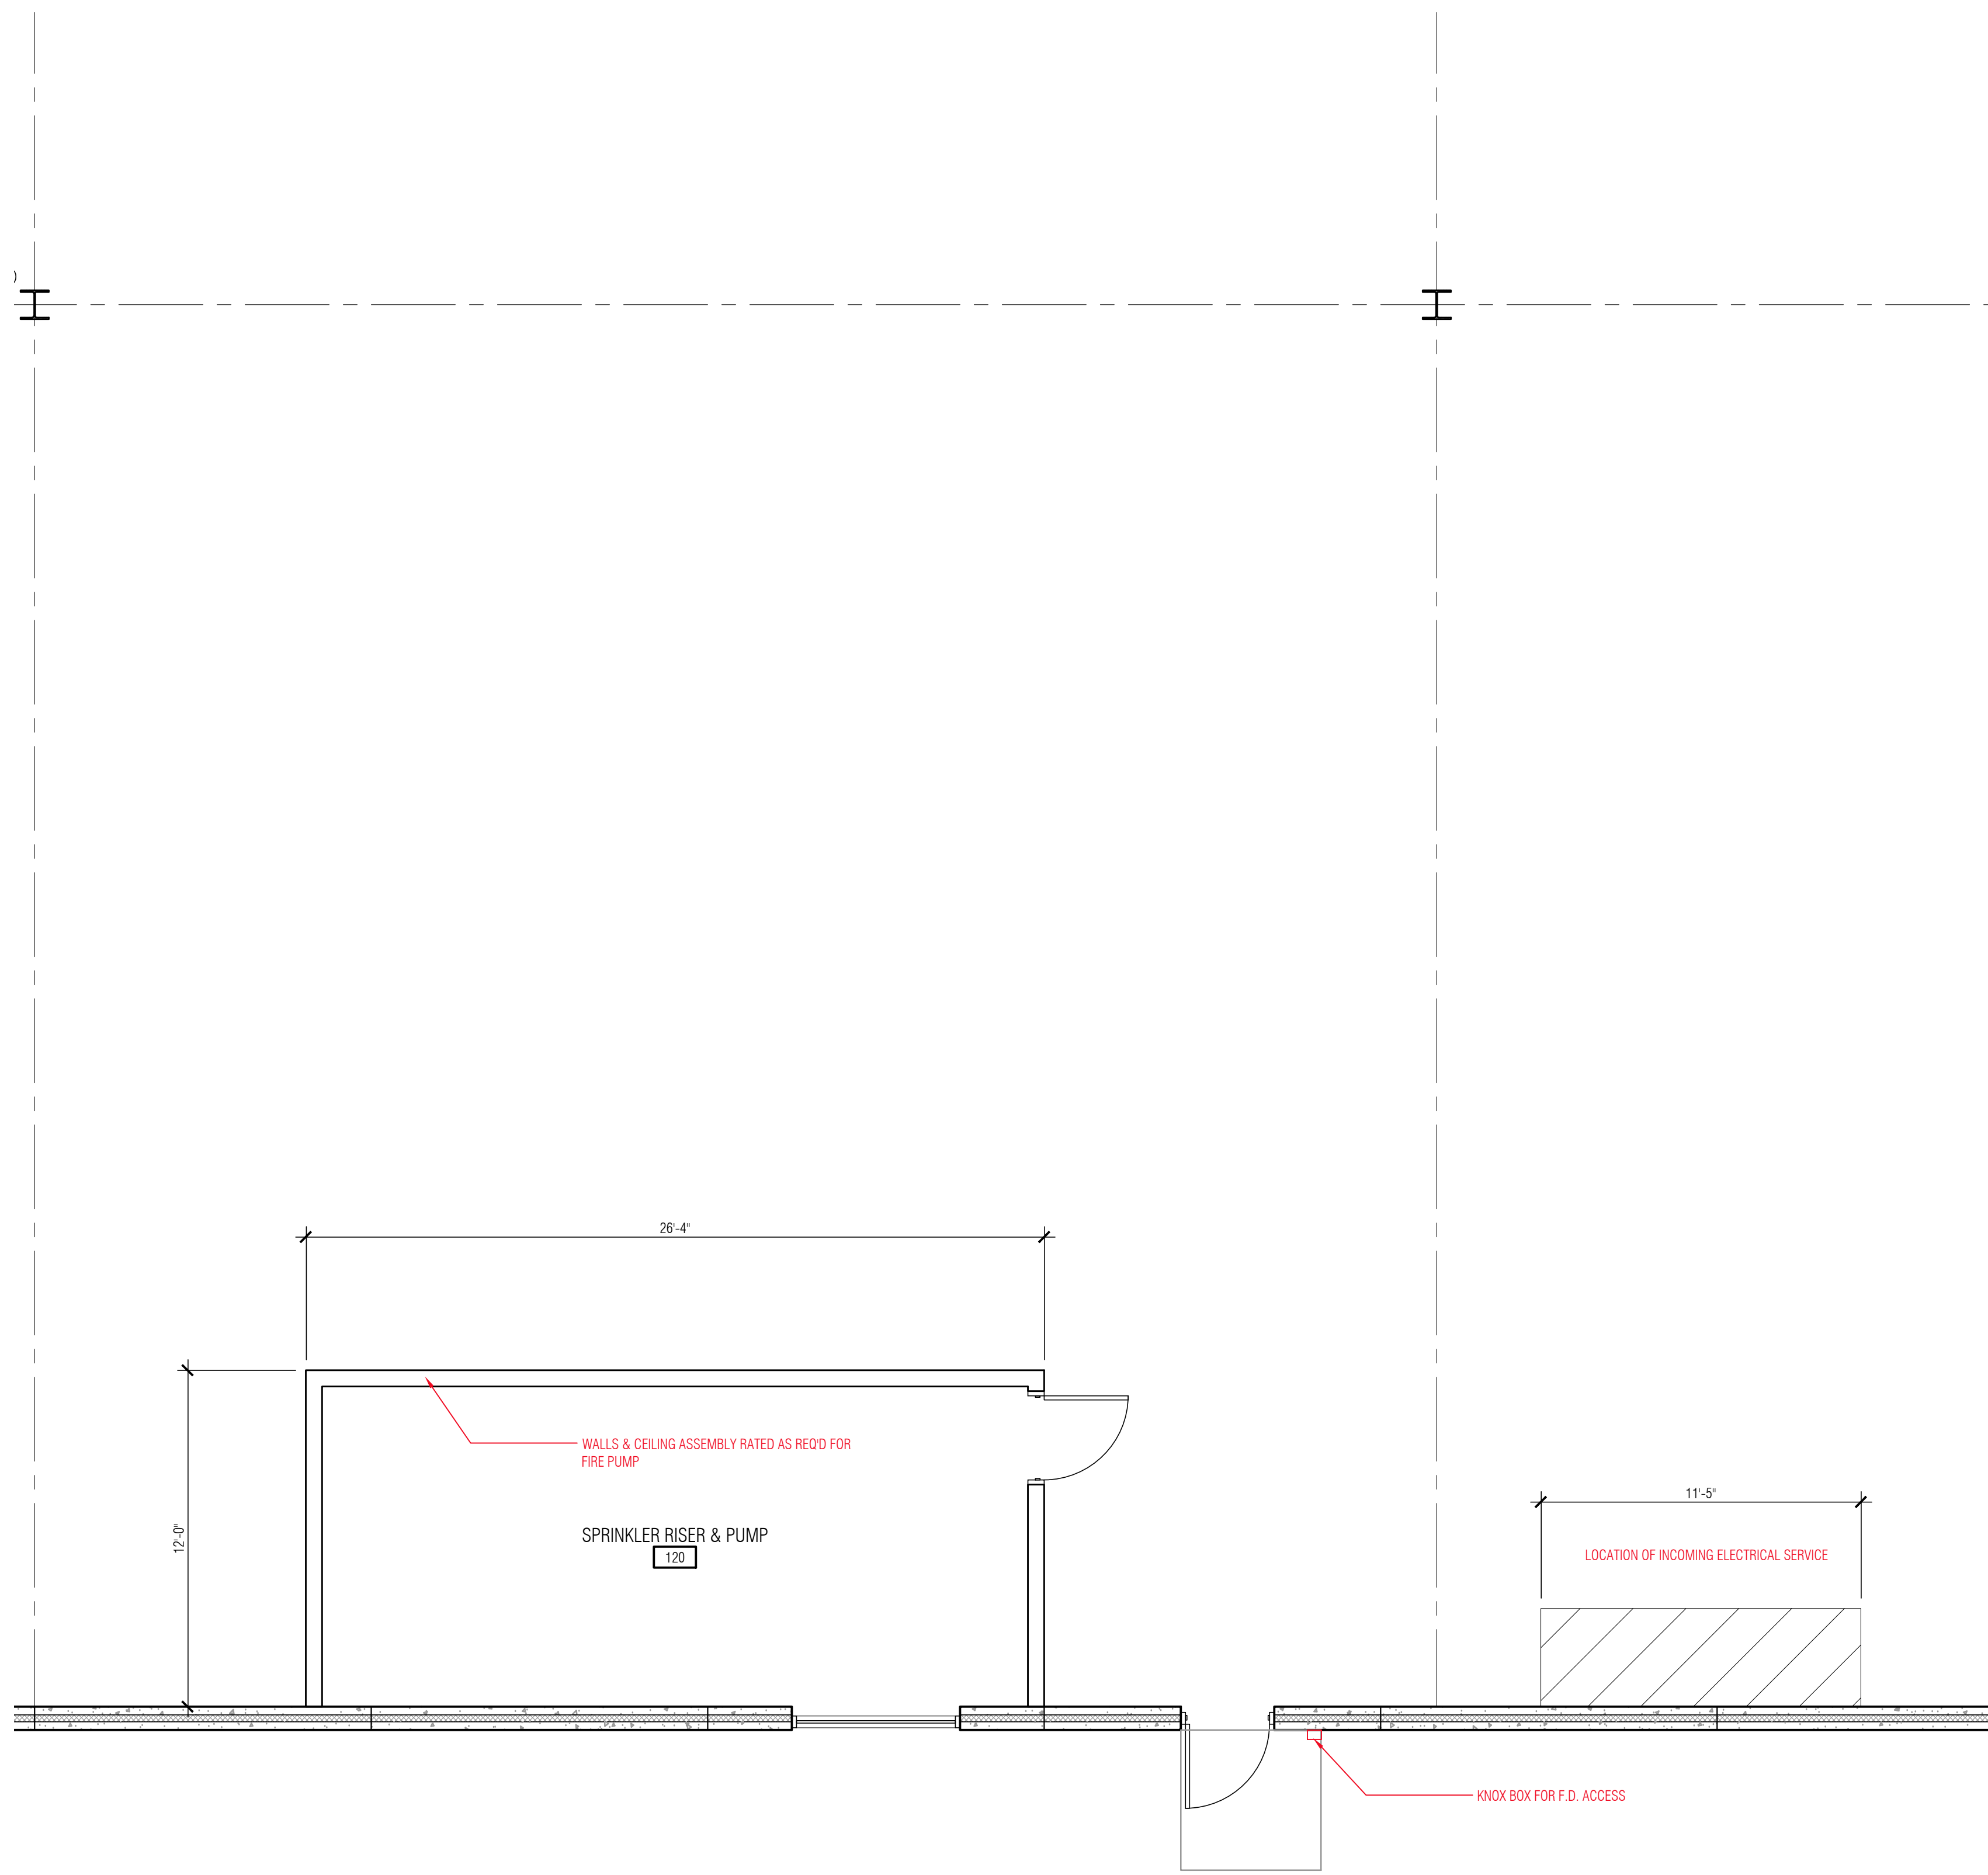 )
26'-4"
WALLS & CEILING ASSEMBLY RATED AS REQ'D FOR
FIRE PUMP
11'-5"
12'-0"
SPRINKLER RISER & PUMP
120
LOCATION OF INCOMING ELECTRICAL SERVICE
KNOX BOX FOR F.D. ACCESS